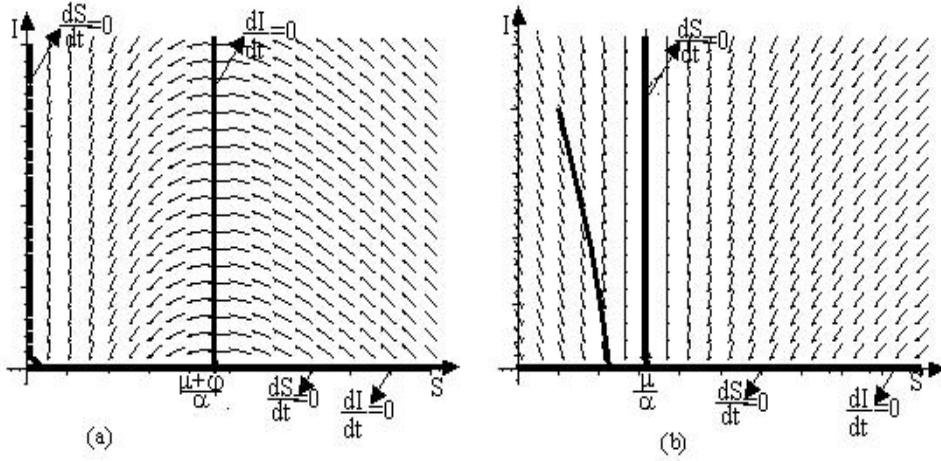 I
dS/dt=0
dI/dt=0
μ+φ/α
dS/dt=0
dI/dt=0
S
(a)
I
dS/dt=0
μ/α
dS/dt=0
dI/dt=0
S
(b)